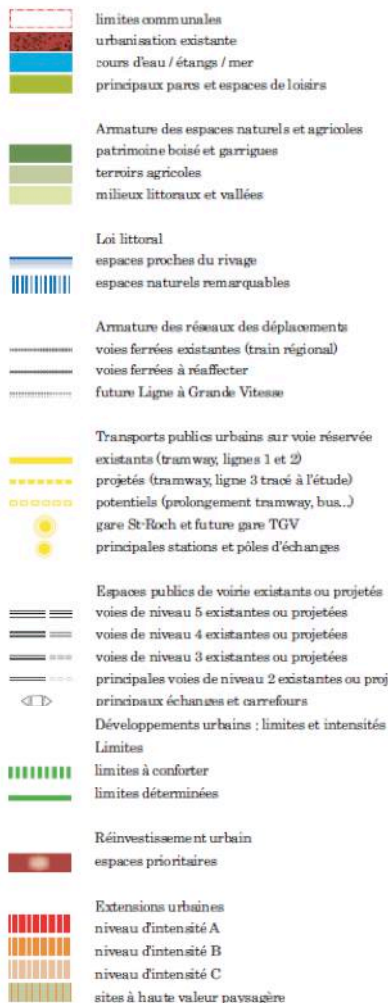 limites communales
urbanisation existante
cours d'eau / étangs / mer
principaux parcs et espaces de loisirs
Armature des espaces naturels et agricoles
patrimoine boisé et garrigues
terroirs agricoles
milieux littoraux et vallées
Loi littoral
espaces proches du rivage
espaces naturels remarquables
Armature des réseaux des déplacements
voies ferrées existantes (train régional)
voies ferrées à réaffecter
future Ligne à Grande Vitesse
Transports publics urbains sur voie réservée
existants (tramway, lignes 1 et 2)
projetés (tramway, ligne 3 tracé à l'étude)
potentiels (prolongement tramway, bus...)
gare St-Roch et future gare TGV
principales stations et pôles d'échanges
Espaces publics de voirie existants ou projetés
voies de niveau 5 existantes ou projetées
voies de niveau 4 existantes ou projetées
voies de niveau 3 existantes ou projetées
principales voies de niveau 2 existantes ou proj
principaux échanges et carrefours
Développements urbains : limites et intensités
Limites
limites à conforter
limites déterminées
Réinvestissement urbain
espaces prioritaires
Extensions urbaines
niveau d'intensité A
niveau d'intensité B
niveau d'intensité C
sites à haute valeur paysagère